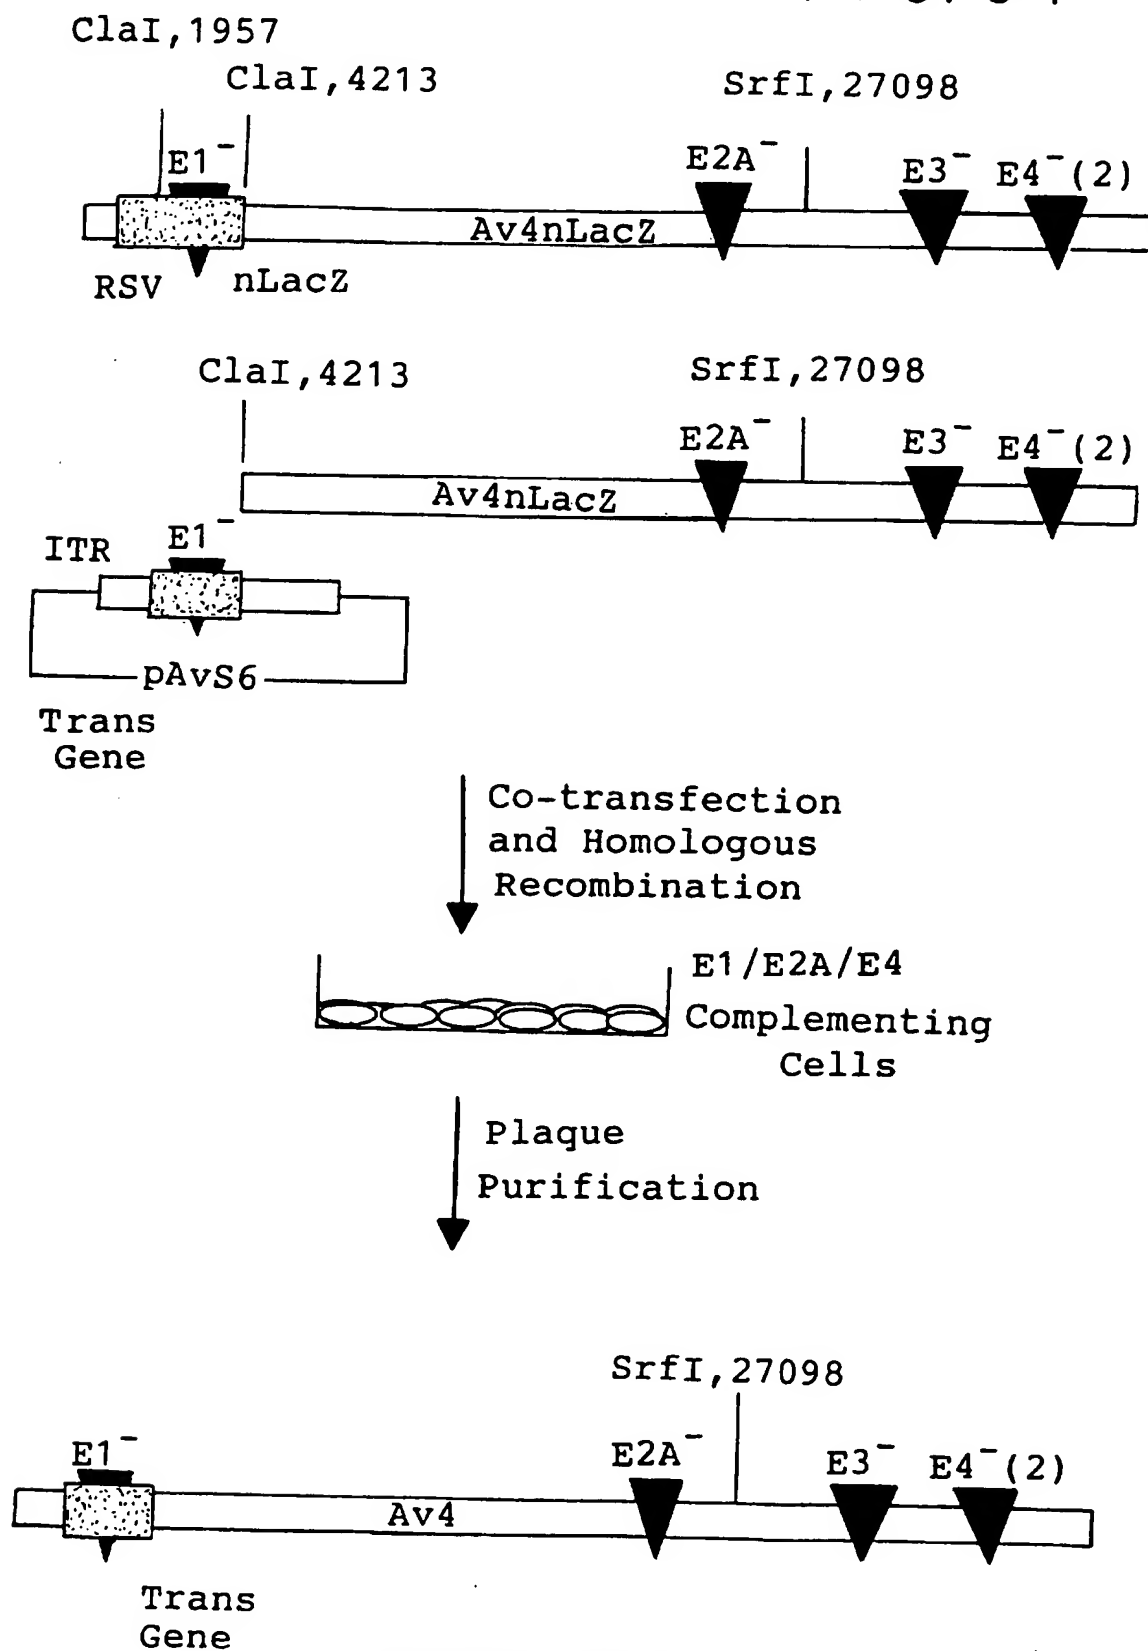 ClaI,1957
ClaI,4213
SrfI,27098
E1⁻
E2A⁻
E3⁻
E4⁻(2)
Av4nLacZ
RSV
nLacZ
ClaI,4213
SrfI,27098
E2A⁻
E3⁻
E4⁻(2)
Av4nLacZ
ITR
E1⁻
pAvS6
Trans
Gene
Co-transfection
and Homologous
Recombination
E1/E2A/E4
Complementing
Cells
Plaque
Purification
SrfI,27098
E1⁻
E2A⁻
E3⁻
E4⁻(2)
Av4
Trans
Gene